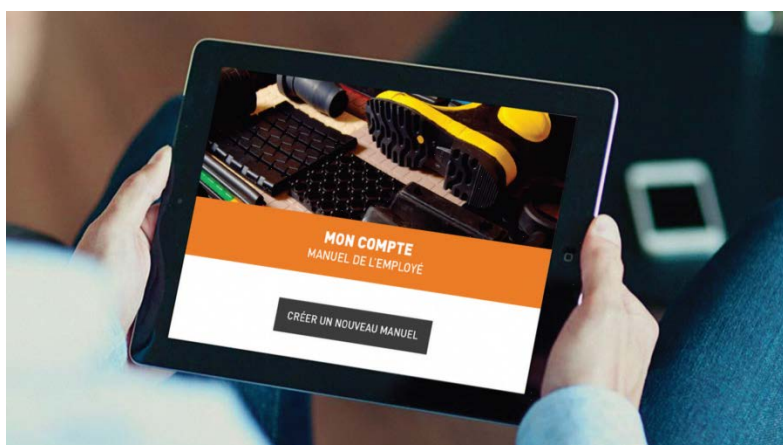 MON COMPTE
MANUEL DE L'EMPLOYÉ
CRÉER UN NOUVEAU MANUEL